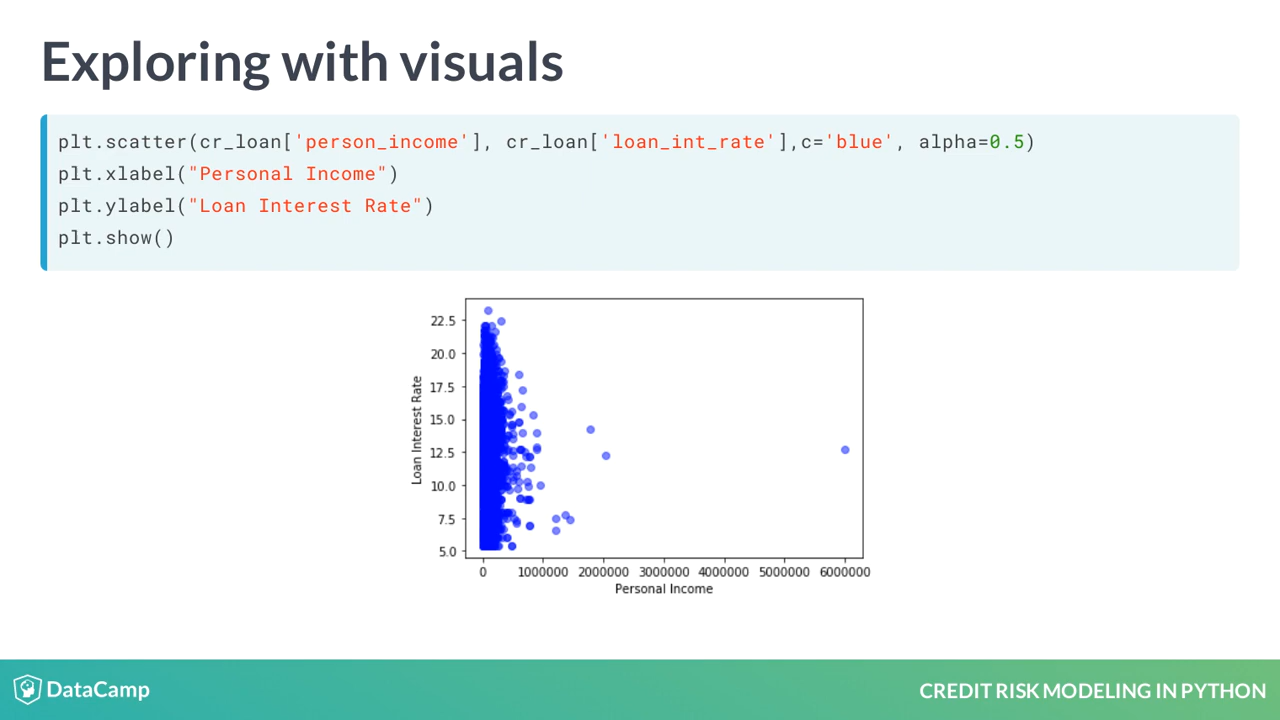 Exploring with visuals
plt.scatter(cr_loan['person_income'], cr_loan['loan_int_rate'],c='blue', alpha=0.5)
plt.xlabel("Personal Income")
plt.ylabel("Loan Interest Rate")
plt.show()
22.5
20.0
17.5
15.0
12.5
10.0
7.5
5.0
Loan Interest Rate
0 1000000 2000000 3000000 4000000 5000000 6000000
Personal Income
DataCamp
CREDIT RISK MODELING IN PYTHON